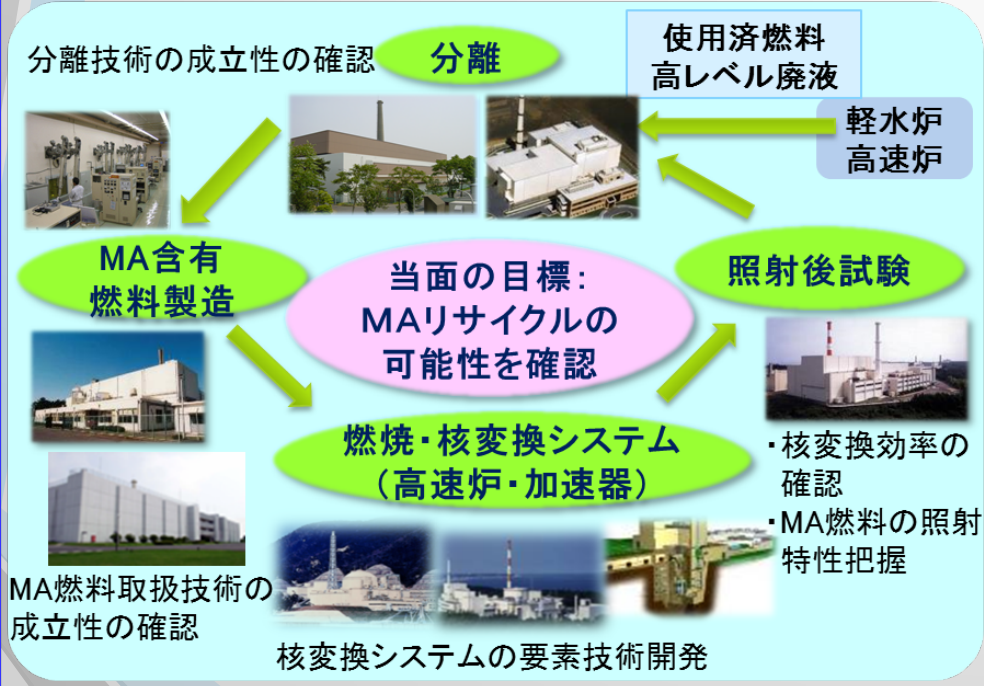 分離技術の成立性の確認
分離
使用済燃料
高レベル廃液
軽水炉
高速炉
MA含有
燃料製造
当面の目標：
ＭＡリサイクルの
可能性を確認
照射後試験
燃焼・核変換システム
（高速炉・加速器）
・核変換効率の
確認
・MA燃料の照射
特性把握
MA燃料取扱技術の
成立性の確認
核変換システムの要素技術開発